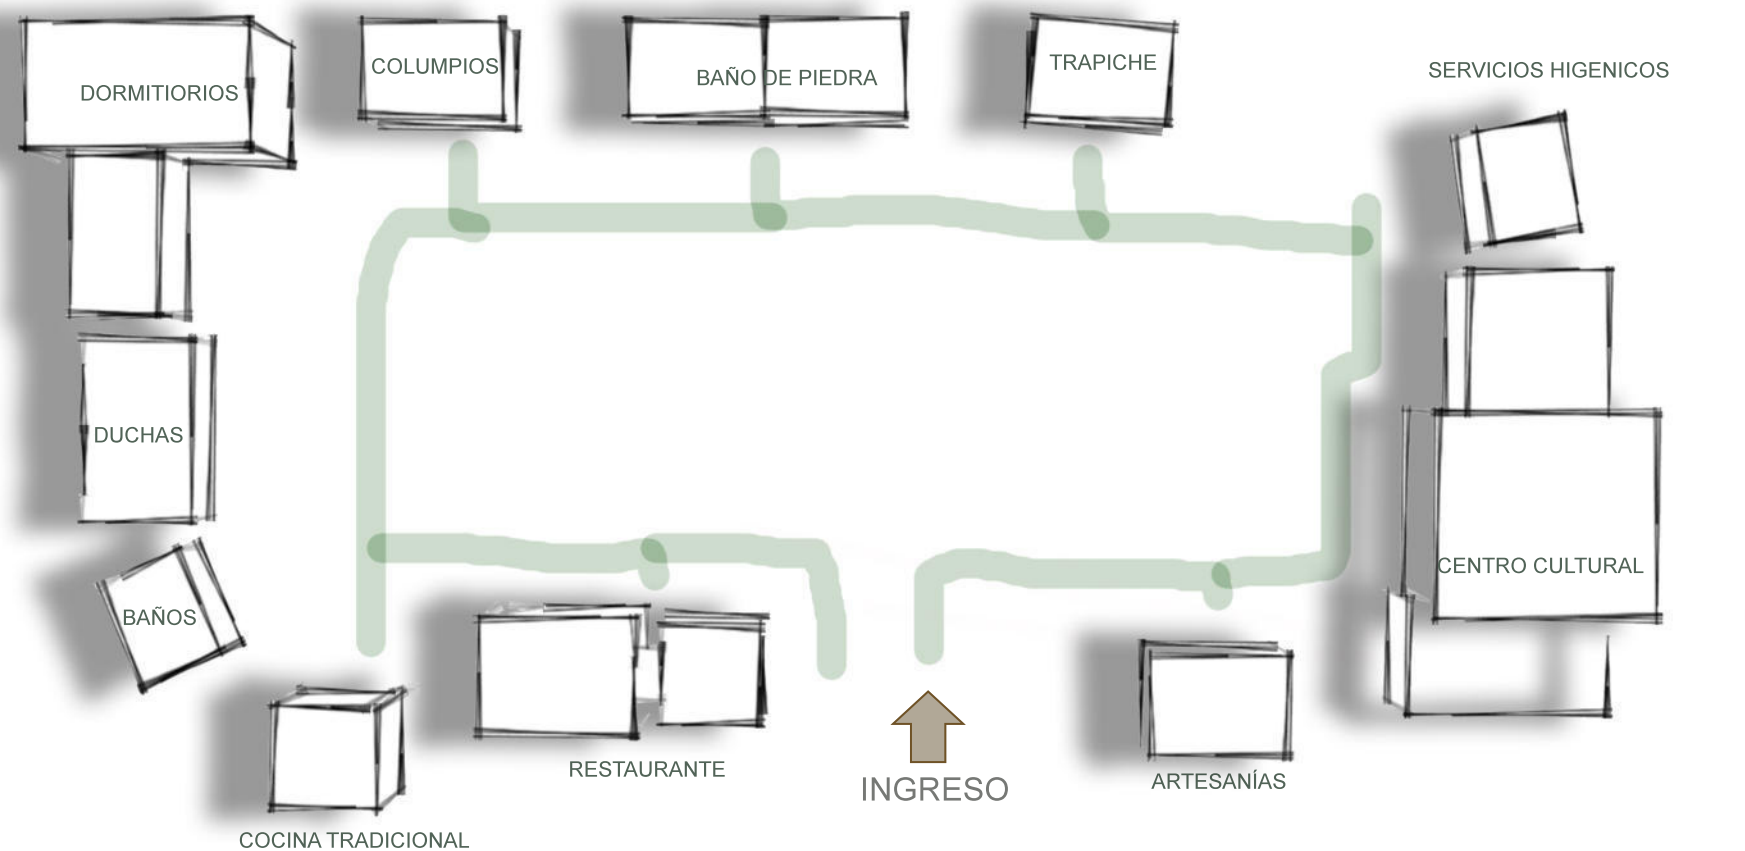 DORMITIORIOS
COLUMPIOS
BAÑO DE PIEDRA
TRAPICHE
SERVICIOS HIGENICOS
DUCHAS
BAÑOS
CENTRO CULTURAL
RESTAURANTE
INGRESO
ARTESANÍAS
COCINA TRADICIONAL